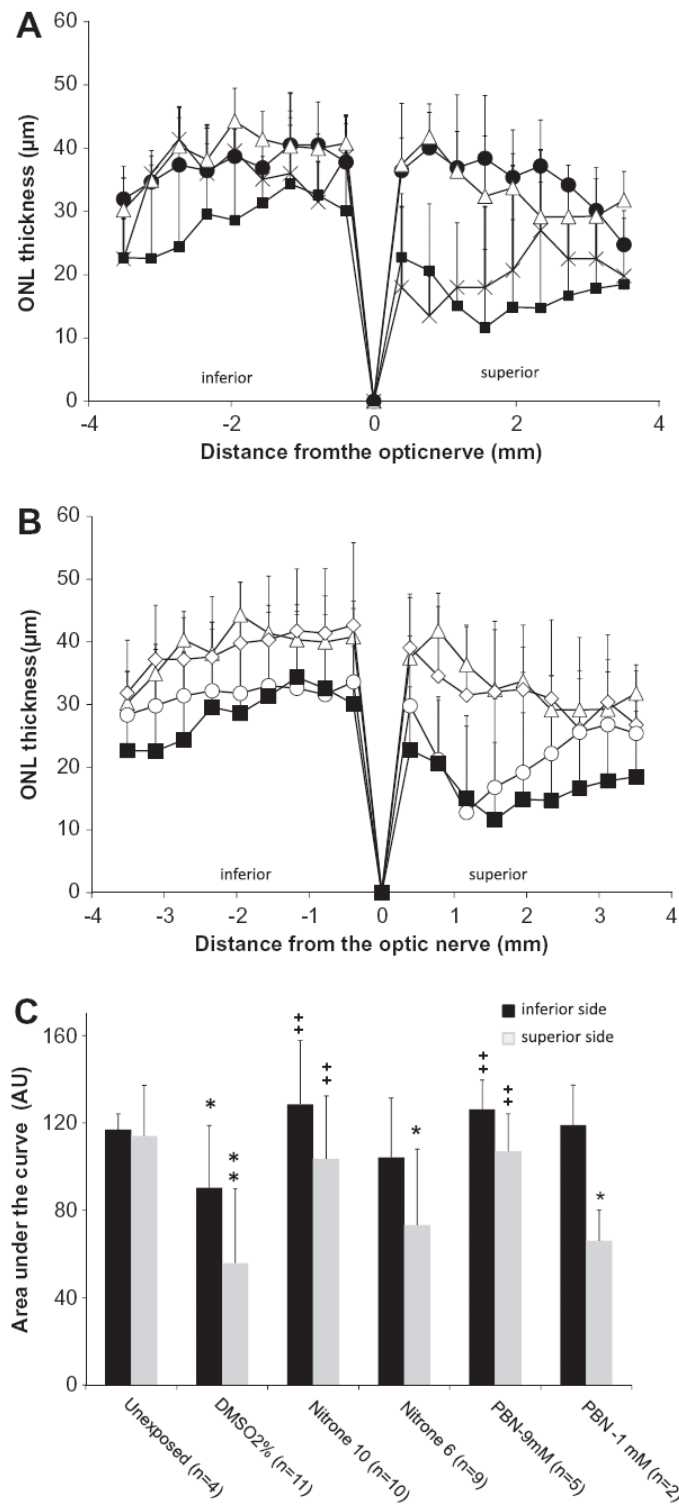 A
60
50
40
30
20
10
0
ONL thickness (µm)
inferior
superior
-4
-2
0
2
4
Distance fromthe opticnerve (mm)
B
60
50
40
30
20
10
0
ONL thickness(µm)
inferior
superior
-4
-3
-2
-1
0
1
2
3
4
Distance from the optic nerve (mm)
C
160
120
80
40
0
Area under the curve (AU)
inferior side
superior side
*
*
*
++
++
*
++
++
*
Unexposed (n=4)
DMSO2% (n=11)
Nitrone 10 (n=10)
Nitrone 6 (n=9)
PBN-9mM (n=5)
PBN -1 mM (n=2)